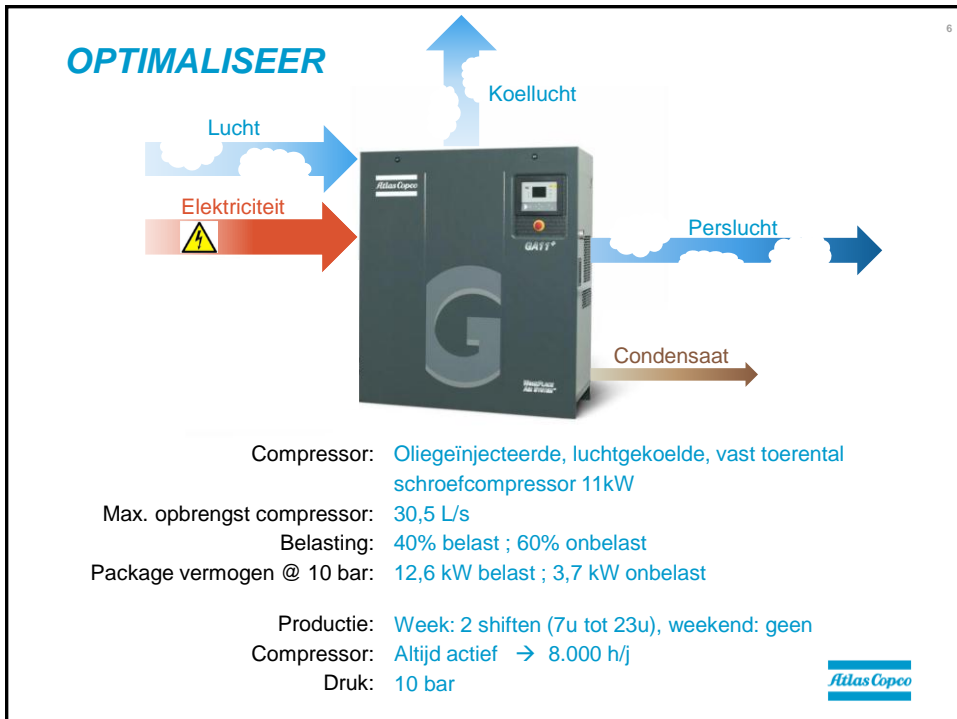 6
OPTIMALISEER
Koellucht
Lucht
Elektriciteit
Perslucht
Condensaat
Atlas Copco
GA11+
G
WorkPlace
Air System™
Compressor: Oliegeïnjecteerde, luchtgekoelde, vast toerental
schroefcompressor 11kW
Max. opbrengst compressor: 30,5 L/s
Belasting: 40% belast ; 60% onbelast
Package vermogen @ 10 bar: 12,6 kW belast ; 3,7 kW onbelast
Productie: Week: 2 shiften (7u tot 23u), weekend: geen
Compressor: Altijd actief → 8.000 h/j
Druk: 10 bar
Atlas Copco